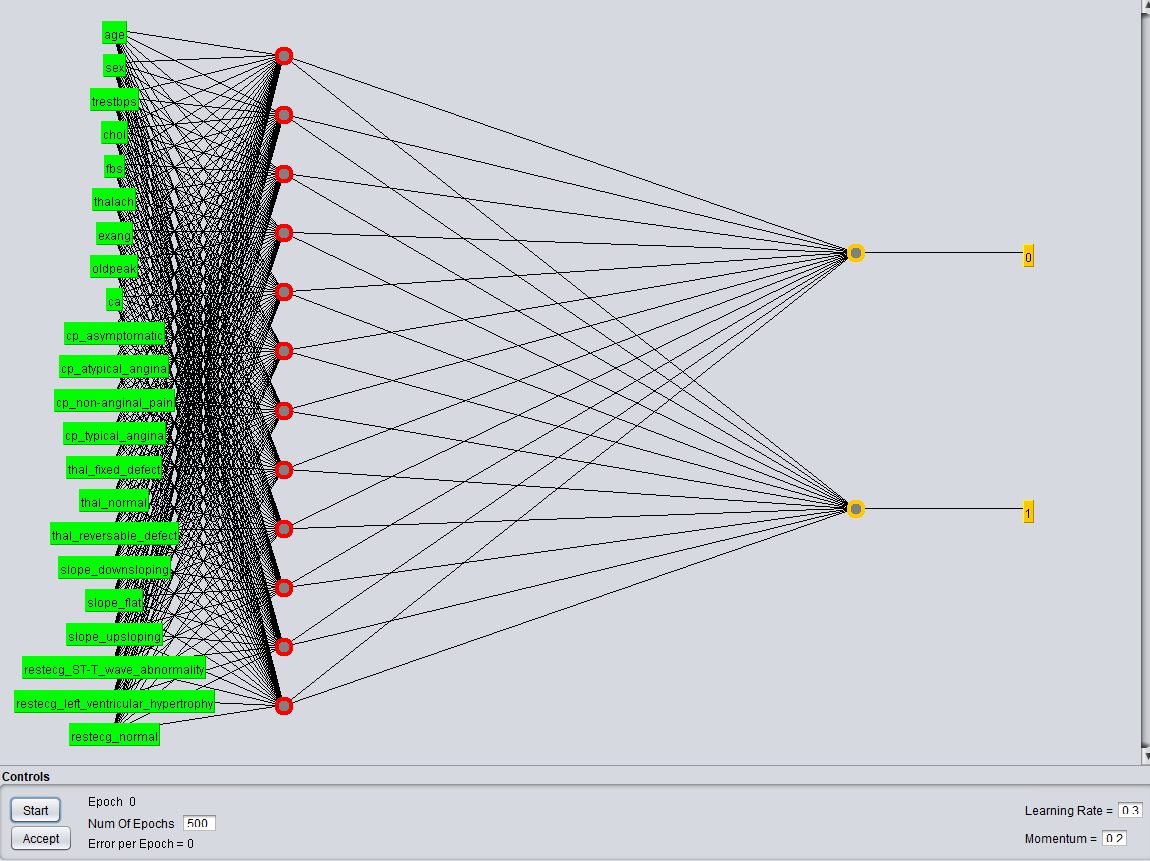 age
sex
trestbps
chol
fbs
thalach
exang
oldpeak
ca
cp_asymptomatic
cp_atypical_angina
cp_non-anginal_pain
cp_typical_angina
thal_fixed_defect
thal_normal
thal_reversable_defect
slope_downsloping
slope_flat
slope_upsloping
restecg_ST-T_wave_abnormality
restecg_left_ventricular_hypertrophy
restecg_normal
0
1
Controls
Start
Accept
Epoch 0
Num Of Epochs 500
Error per Epoch = 0
Learning Rate = 0.3
Momentum = 0.2